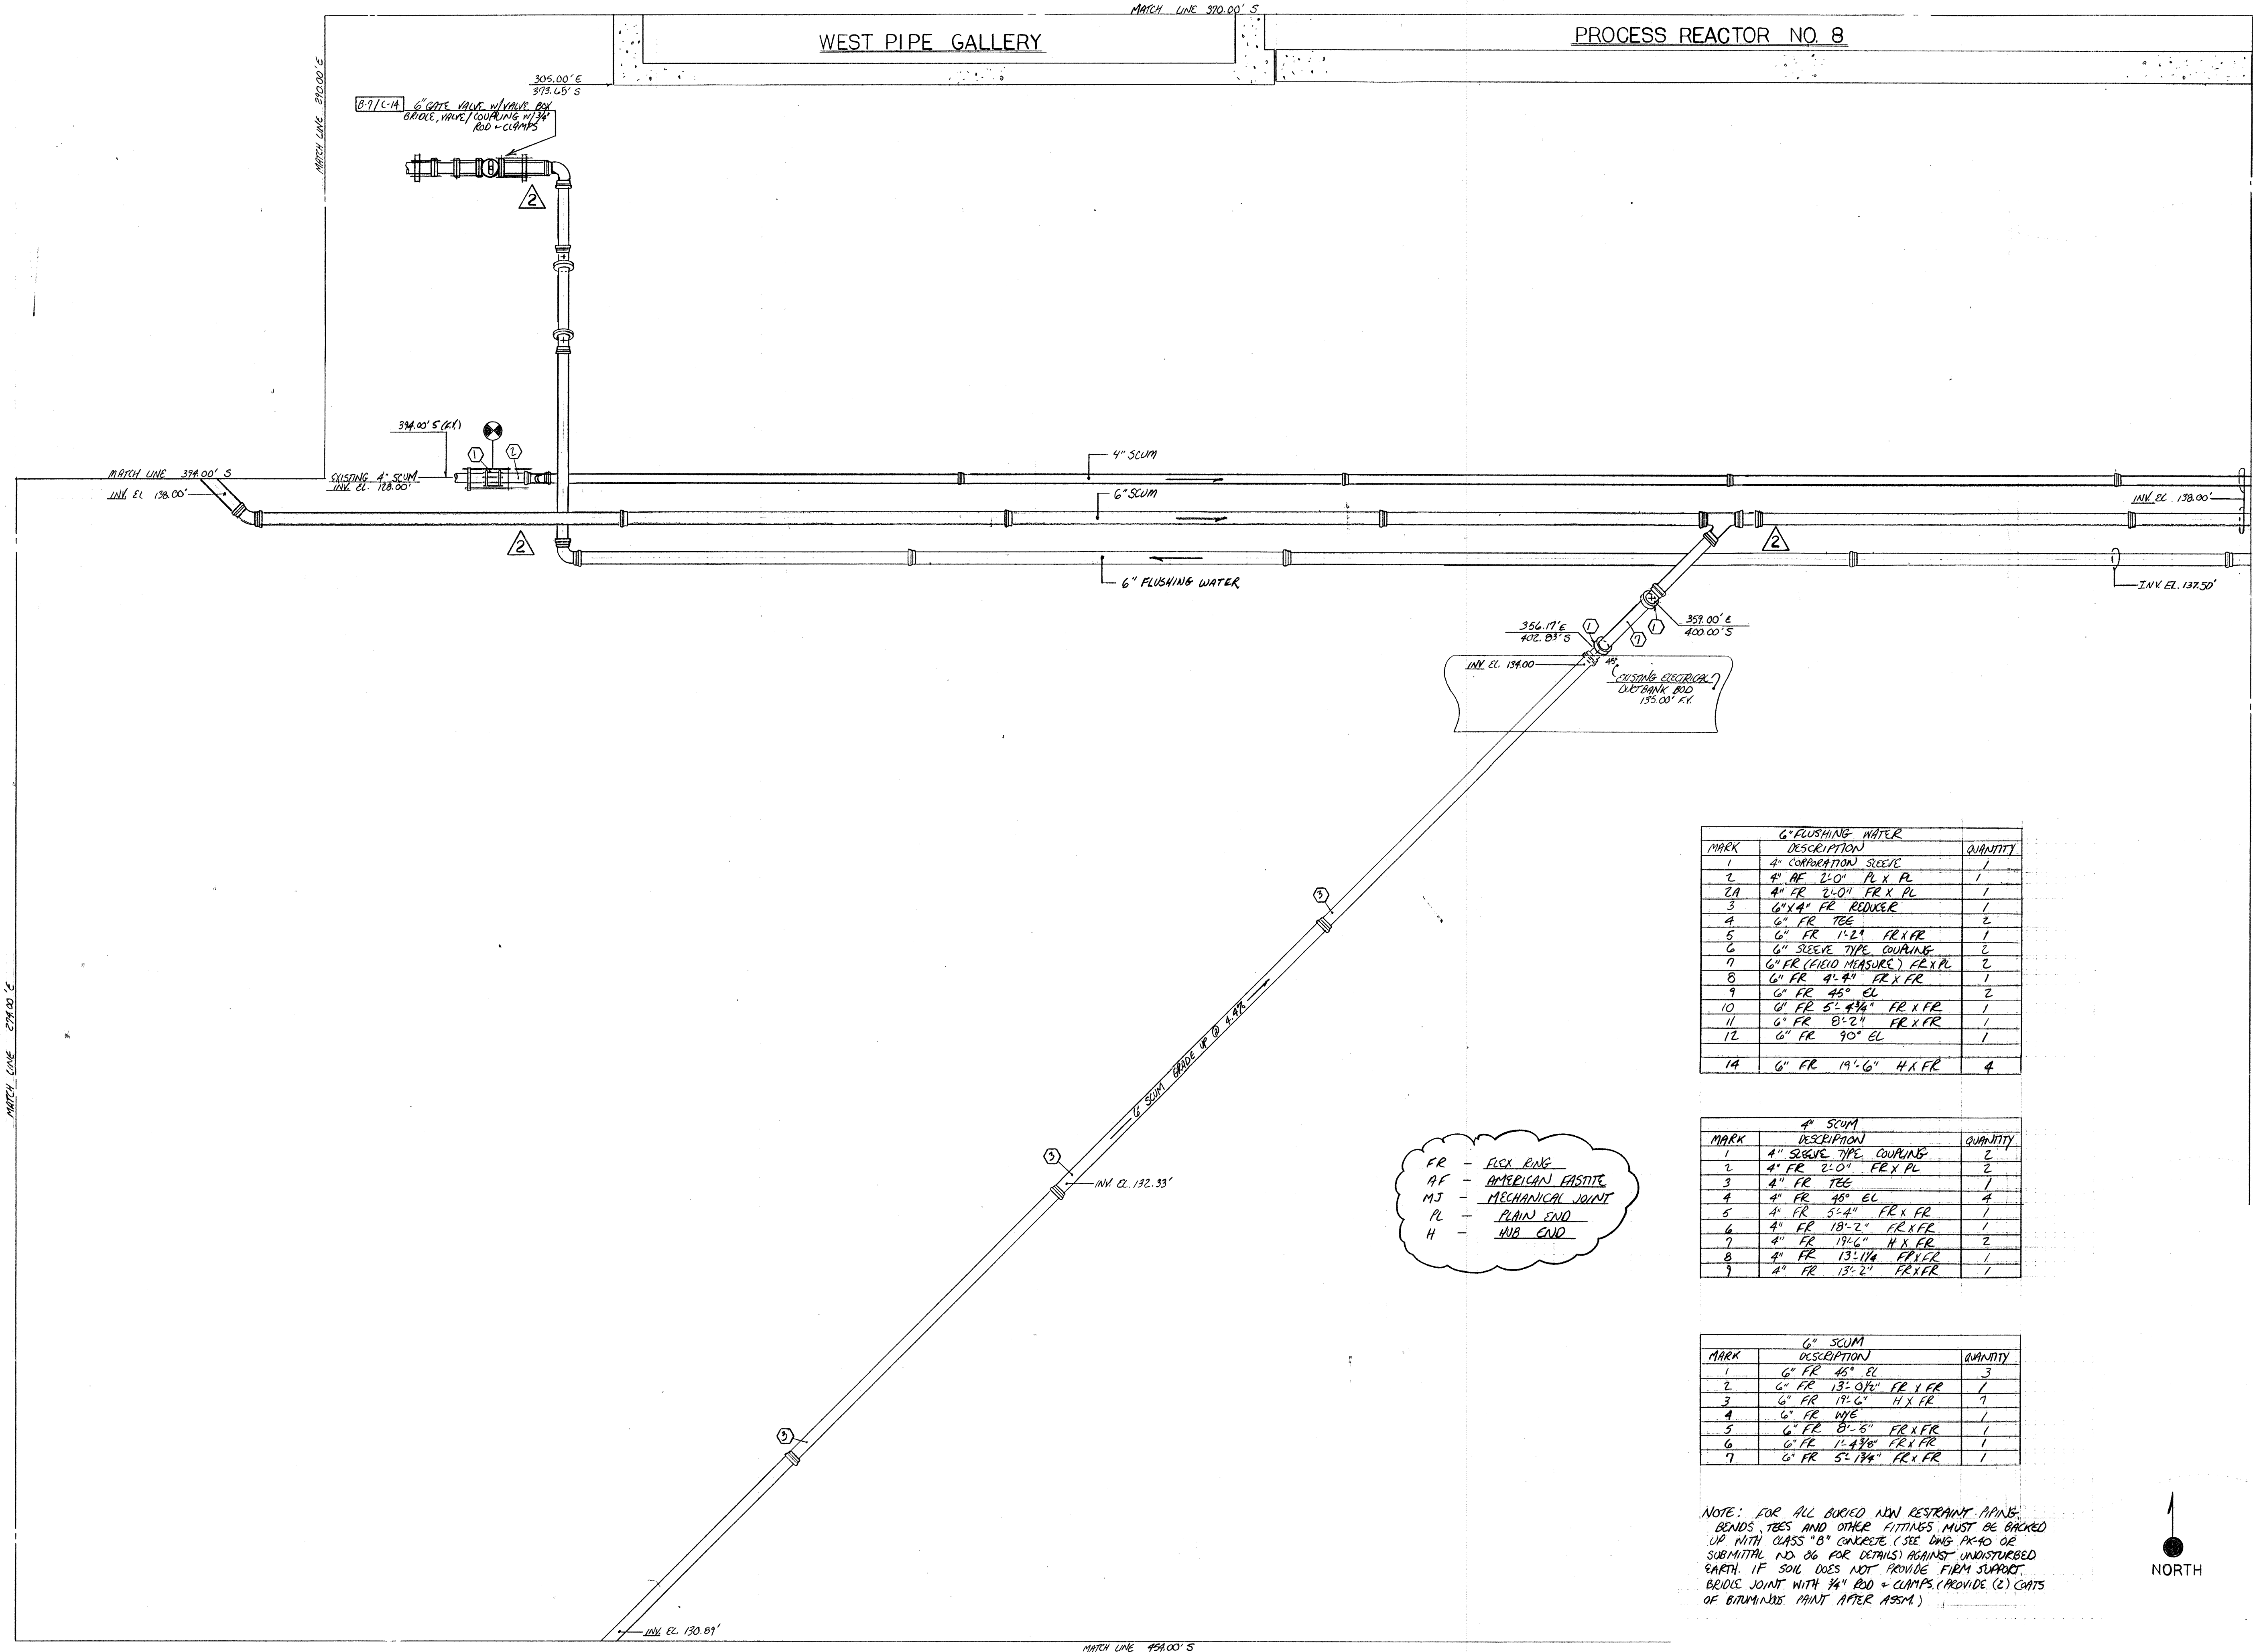 MATCH LINE 370.00' S
WEST PIPE GALLERY
PROCESS REACTOR NO. 8
MATCH LINE 290.00' E
305.00' E
373.65' S
B-7/C-14
6" GATE VALVE W/VALVE BOX
BRIDLE, VALVE/COUPLING W/3/4"
ROD & CLAMPS
2
394.00' S (F.V.)
1
2
MATCH LINE 394.00' S
INV. EL 138.00'
EXISTING 4" SCUM
INV. EL. 128.00'
4" SCUM
6" SCUM
INV. EL. 138.00'
2
2
6" FLUSHING WATER
INV. EL. 137.50'
356.17' E
402.83' S
1
7
1
359.00' E
400.00' S
INV. EL. 134.00
45°
EXISTING ELECTRICAL
DUCTBANK BOD
135.00' F.V.
3
6" SCUM GRADE UP @ 4.4%
3
INV. EL. 132.33'
3
INV. EL. 130.89'
MATCH LINE 274.00' E
MATCH LINE 454.00' S
FR - FLEX RING
AF - AMERICAN FASTITE
MJ - MECHANICAL JOINT
PL - PLAIN END
H - HUB END
6" FLUSHING WATER
MARK DESCRIPTION QUANTITY
1 4" CORPORATION SLEEVE 1
2 4" AF 2'-0" PL X PL 1
2A 4" FR 2'-0" FR X PL 1
3 6" X 4" FR REDUCER 1
4 6" FR TEE 2
5 6" FR 1'-2" FR X FR 1
6 6" SLEEVE TYPE COUPLING 2
7 6" FR (FIELD MEASURE) FR X PL 2
8 6" FR 4'-4" FR X FR 1
9 6" FR 45° EL 2
10 6" FR 5'-4 3/4" FR X FR 1
11 6" FR 8'-2" FR X FR 1
12 6" FR 90° EL 1
14 6" FR 19'-6" H X FR 4
4" SCUM
MARK DESCRIPTION QUANTITY
1 4" SLEEVE TYPE COUPLING 2
2 4" FR 2'-0" FR X PL 2
3 4" FR TEE 1
4 4" FR 45° EL 4
5 4" FR 5'-4" FR X FR 1
6 4" FR 18'-2" FR X FR 1
7 4" FR 19'-6" H X FR 2
8 4" FR 13'-1 1/4 FR X FR 1
9 4" FR 13'-2" FR X FR 1
6" SCUM
MARK DESCRIPTION QUANTITY
1 6" FR 45° EL 3
2 6" FR 13'-0 1/2" FR X FR 1
3 6" FR 19'-6" H X FR 7
4 6" FR WYE 1
5 6" FR 8'-5" FR X FR 1
6 6" FR 1'-4 3/8" FR X FR 1
7 6" FR 5'-1 3/4" FR X FR 1
NOTE: FOR ALL BURIED NON RESTRAINT PIPING.
BENDS, TEES AND OTHER FITTINGS MUST BE BACKED
UP WITH CLASS "B" CONCRETE (SEE DWG PX-40 OR
SUBMITTAL NO. 86 FOR DETAILS) AGAINST UNDISTURBED
EARTH. IF SOIL DOES NOT PROVIDE FIRM SUPPORT.
BRIDLE JOINT WITH 3/4" ROD & CLAMPS. (PROVIDE (2) COATS
OF BITUMINOUS PAINT AFTER ASSM.)
NORTH